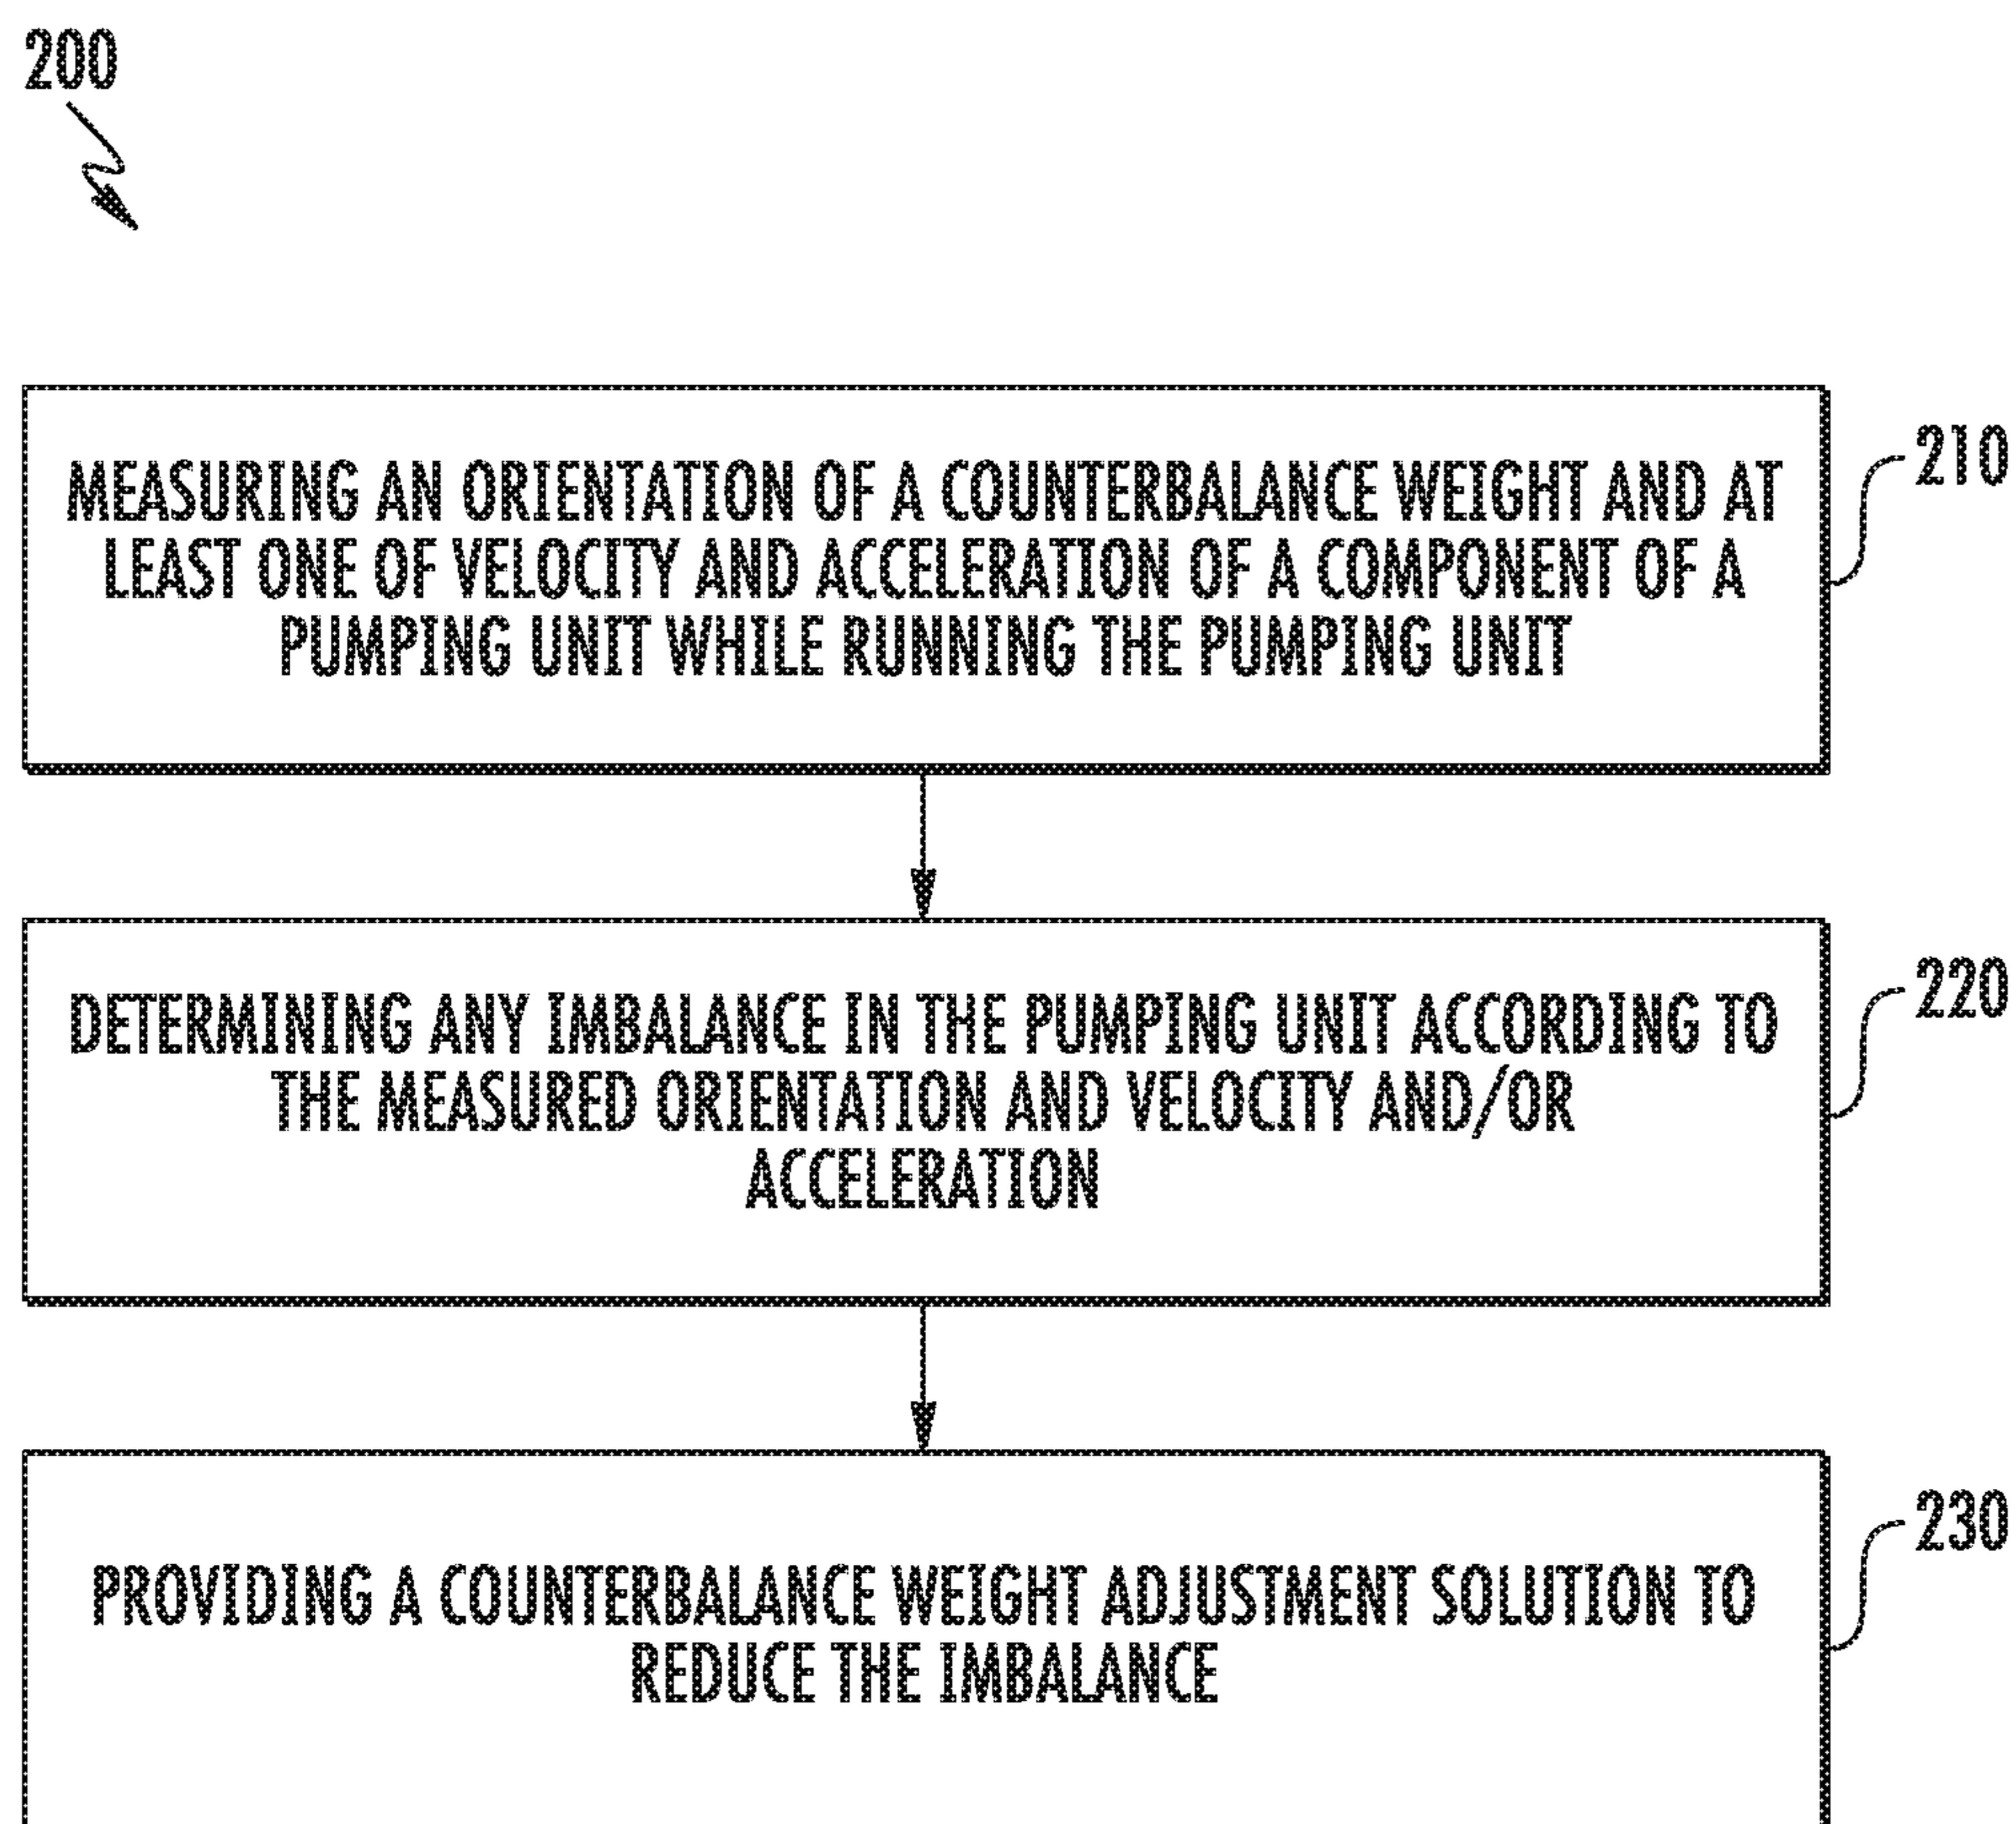 200
MEASURING AN ORIENTATION OF A COUNTERBALANCE WEIGHT AND AT
LEAST ONE OF VELOCITY AND ACCELERATION OF A COMPONENT OF A
PUMPING UNIT WHILE RUNNING THE PUMPING UNIT
210
DETERMINING ANY IMBALANCE IN THE PUMPING UNIT ACCORDING TO
THE MEASURED ORIENTATION AND VELOCITY AND/OR
ACCELERATION
220
PROVIDING A COUNTERBALANCE WEIGHT ADJUSTMENT SOLUTION TO
REDUCE THE IMBALANCE
230